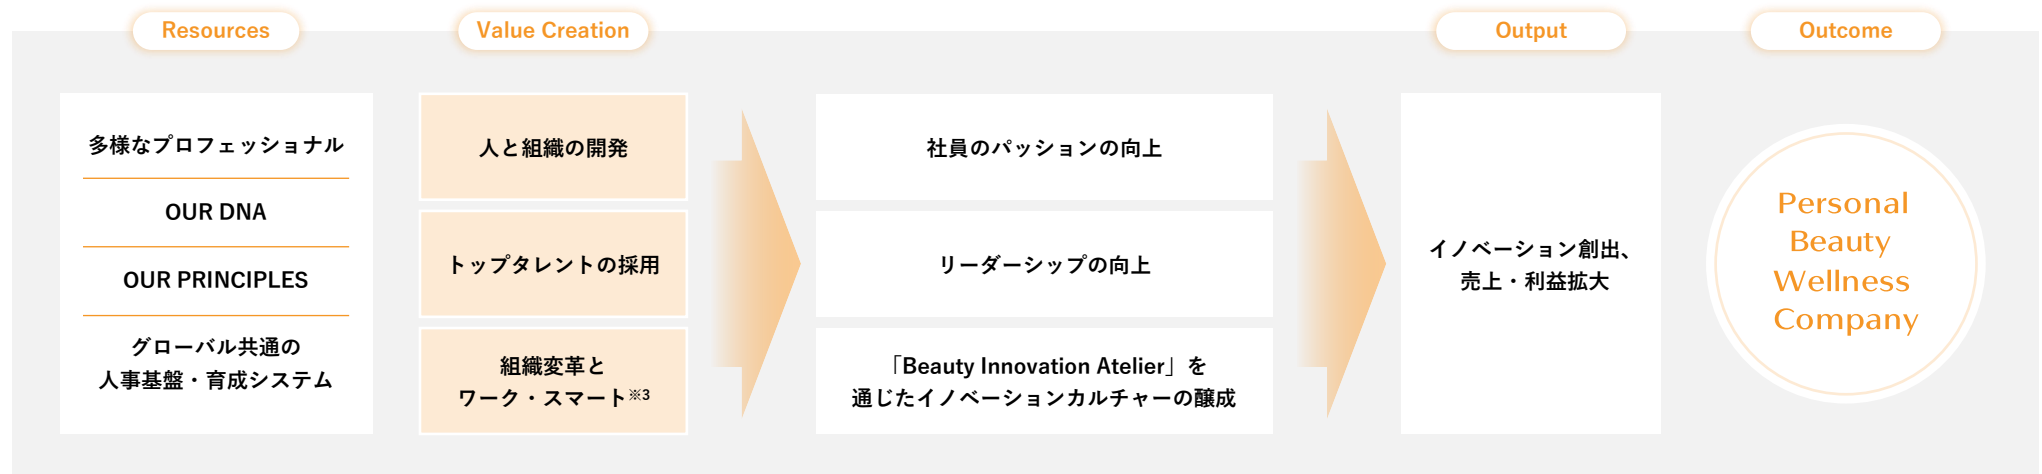 Resources
Value Creation
Output
Outcome
多様なプロフェッショナル
OUR DNA
OUR PRINCIPLES
グローバル共通の
人事基盤・育成システム
人と組織の開発
トップタレントの採用
組織変革と
ワーク・スマート※3
社員のパッションの向上
リーダーシップの向上
「Beauty Innovation Atelier」を
通じたイノベーションカルチャーの醸成
イノベーション創出、
売上・利益拡大
Personal
Beauty
Wellness
Company